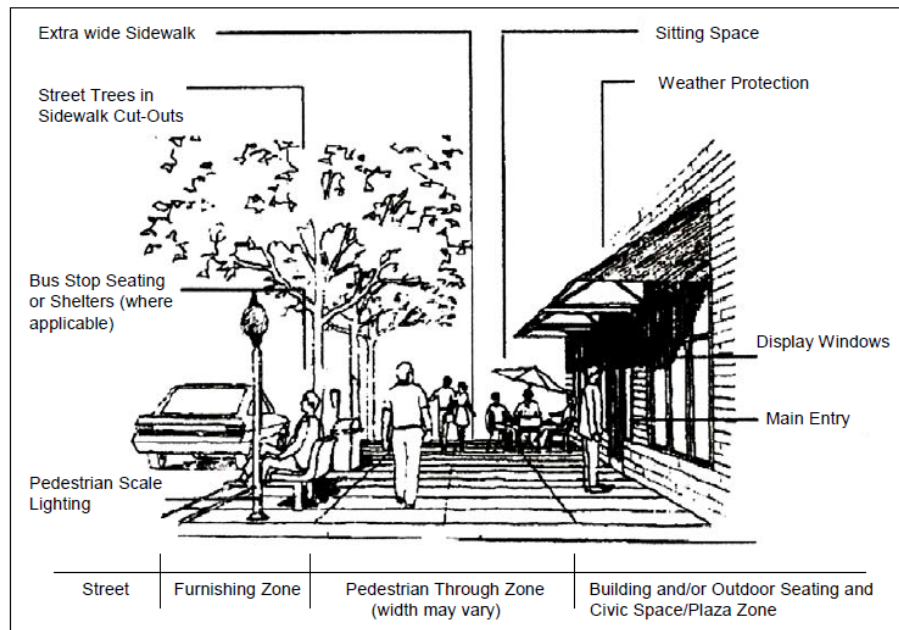 Extra wide Sidewalk
Sitting Space
Street Trees in
Sidewalk Cut-Outs
Weather Protection
Bus Stop Seating
or Shelters (where
applicable)
Display Windows
Main Entry
Pedestrian Scale
Lighting
Street
Furnishing Zone
Pedestrian Through Zone
(width may vary)
Building and/or Outdoor Seating and
Civic Space/Plaza Zone